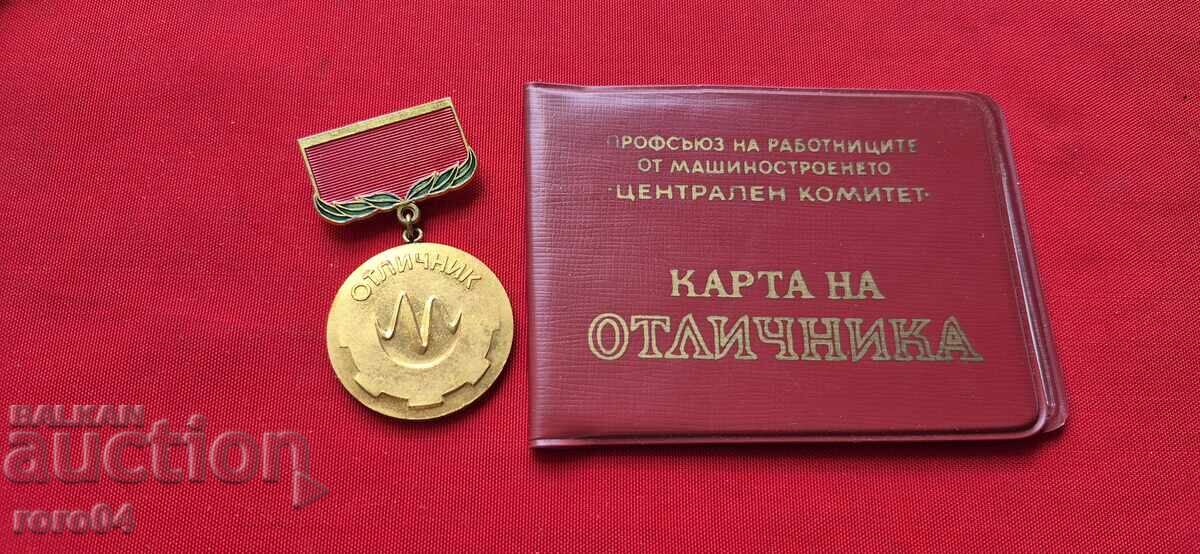 ОТЛИЧНИК
ПРОФСЪЮЗ НА РАБОТНИЦИТЕ
ОТ МАШИНОСТРОЕНЕТО
·ЦЕНТРАЛЕН КОМИТЕТ·
КАРТА НА
ОТЛИЧНИКА
BALKAN
auction
roro04